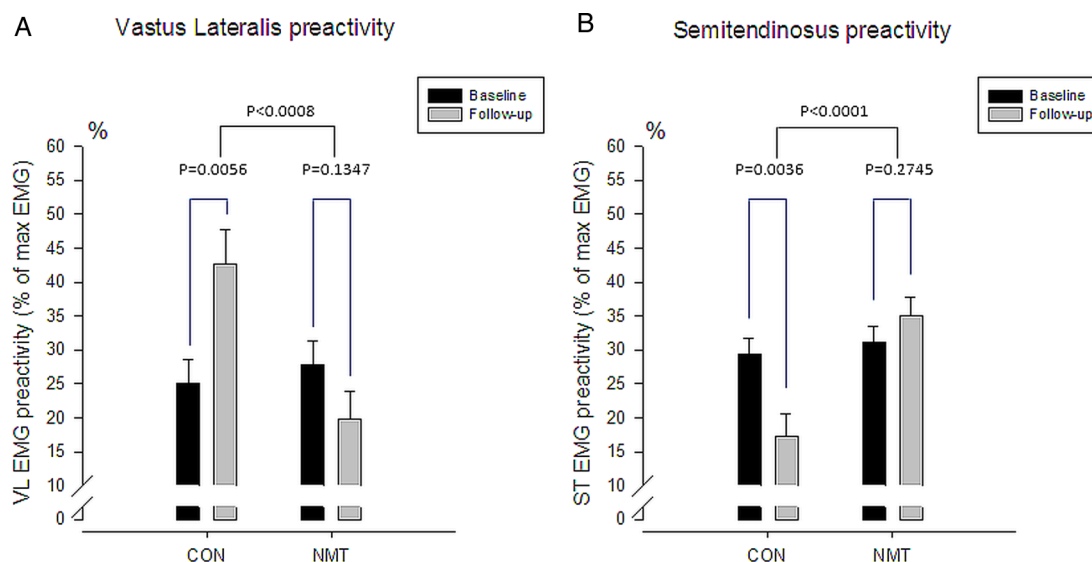 A
Vastus Lateralis preactivity
Baseline
Follow-up
P<0.0008
%
P=0.0056
P=0.1347
VL EMG preactivity (% of max EMG)
60
55
50
45
40
35
30
25
20
15
10
0
CON
NMT
B
Semitendinosus preactivity
Baseline
Follow-up
P<0.0001
%
P=0.0036
P=0.2745
ST EMG preactivity (% of max EMG)
60
55
50
45
40
35
30
25
20
15
10
0
CON
NMT